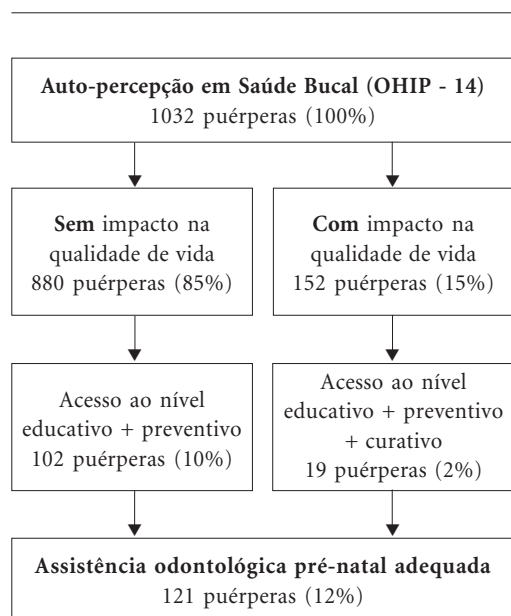 Auto-percepção em Saúde Bucal (OHIP - 14)
1032 puérperas (100%)
Sem impacto na
qualidade de vida
880 puérperas (85%)
Com impacto na
qualidade de vida
152 puérperas (15%)
Acesso ao nível
educativo + preventivo
102 puérperas (10%)
Acesso ao nível
educativo + preventivo
+ curativo
19 puérperas (2%)
Assistência odontológica pré-natal adequada
121 puérperas (12%)